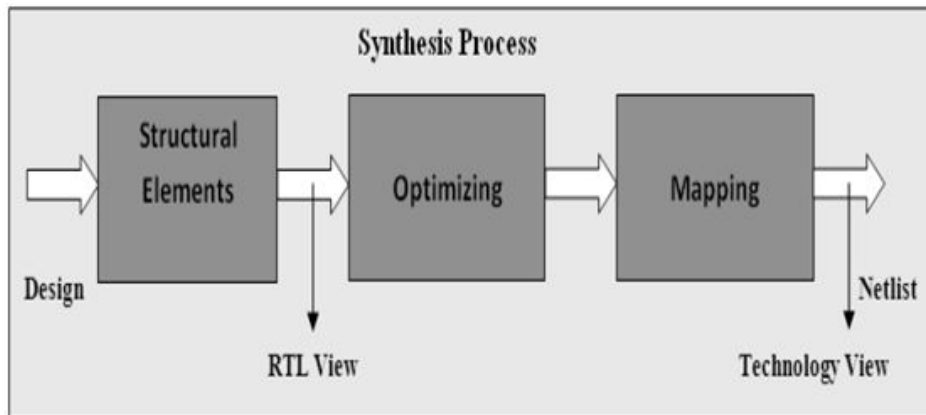 Synthesis Process
Structural
Elements
Optimizing
Mapping
Design
Netlist
RTL View
Technology View